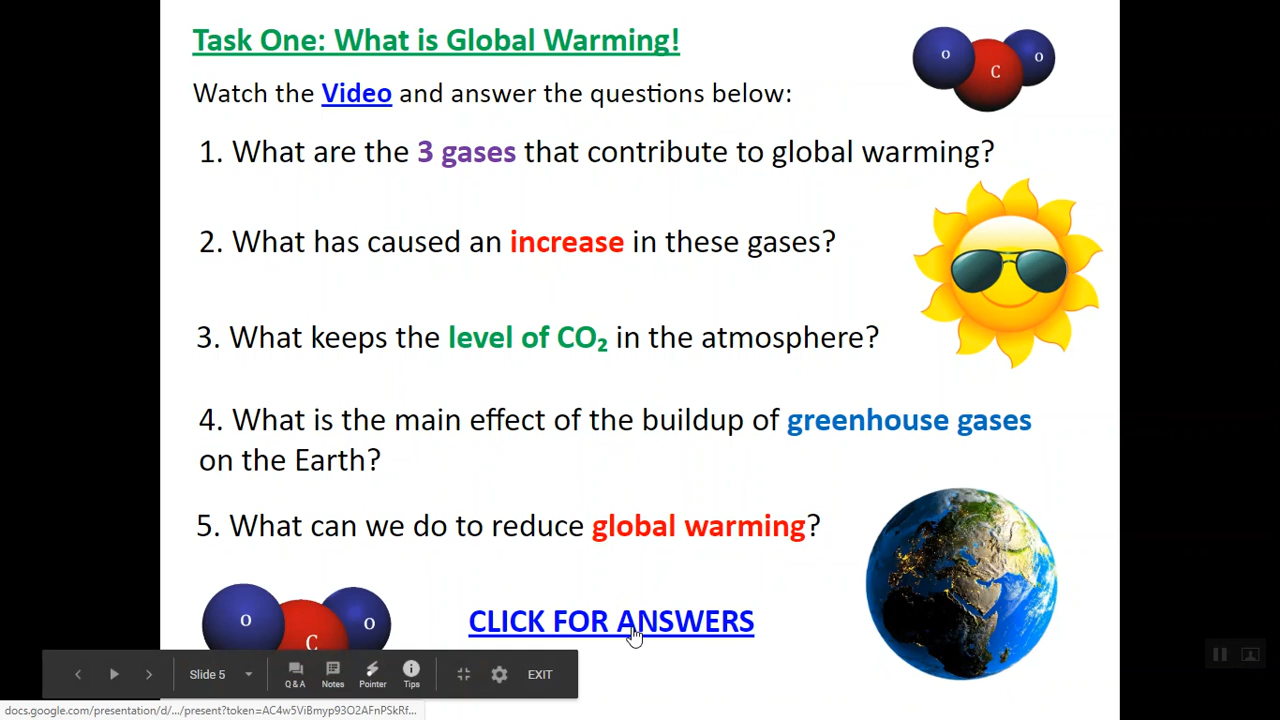 Task One: What is Global Warming!
O
C
O
Watch the Video and answer the questions below:
1. What are the 3 gases that contribute to global warming?
2. What has caused an increase in these gases?
3. What keeps the level of CO₂ in the atmosphere?
4. What is the main effect of the buildup of greenhouse gases
on the Earth?
5. What can we do to reduce global warming?
O
C
O
CLICK FOR ANSWERS
Slide 5
Q & A
Notes
Pointer
Tips
EXIT
docs.google.com/presentation/d/.../present?token=AC4w5ViBmyp93O2AFnPSkRf...